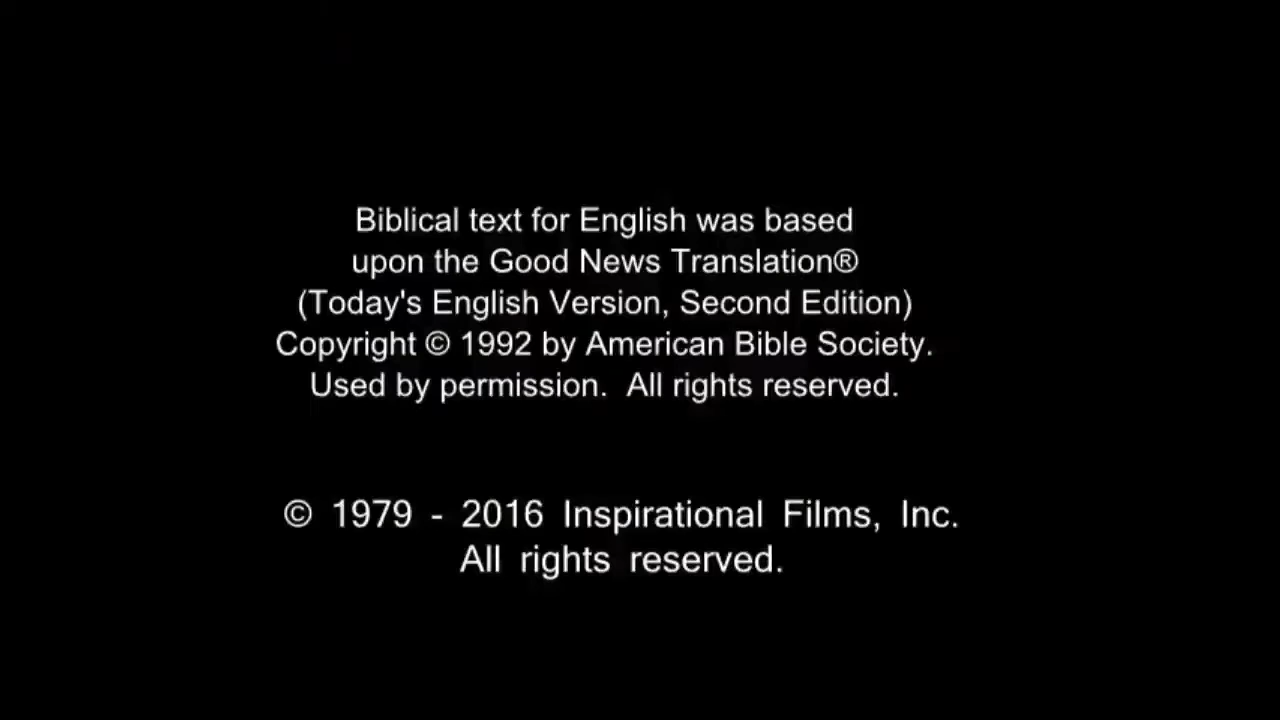 Biblical text for English was based
upon the Good News Translation®
(Today's English Version, Second Edition)
Copyright © 1992 by American Bible Society.
Used by permission.  All rights reserved.
© 1979 - 2016 Inspirational Films, Inc.
All rights reserved.